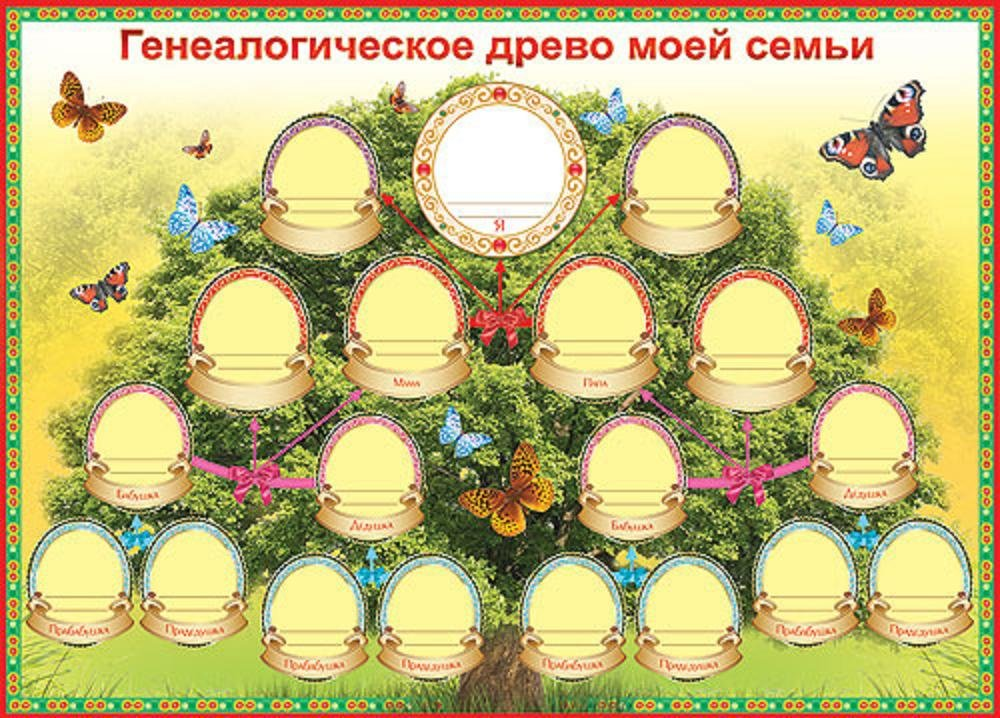 Генеалогическое древо моей семьи
Я
Мама
Папа
Бабушка
Дедушка
Бабушка
Дедушка
Прабабушка
Прадедушка
Прабабушка
Прадедушка
Прабабушка
Прадедушка
Прабабушка
Прадедушка